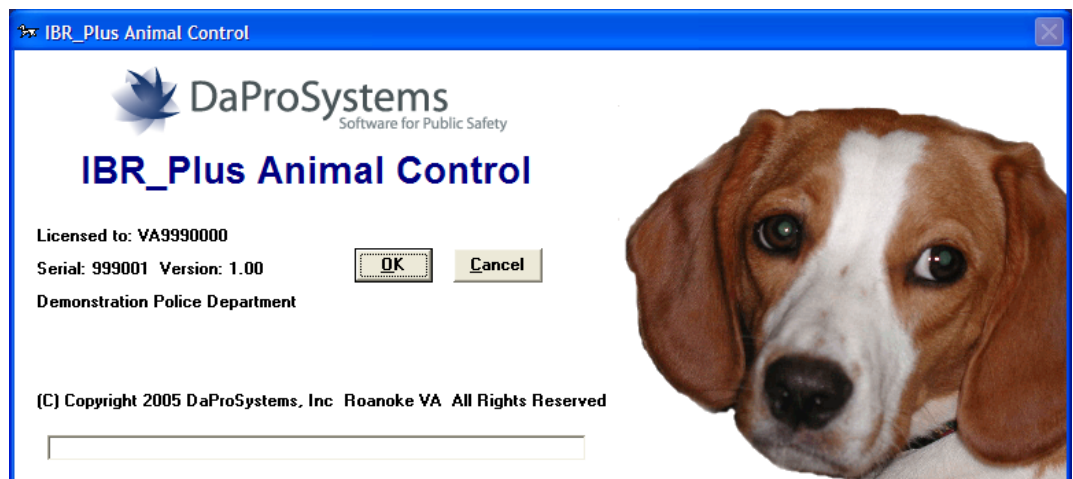 IBR_Plus Animal Control
DaProSystems
Software for Public Safety
IBR_Plus Animal Control
Licensed to: VA9990000
Serial: 999001 Version: 1.00
OK
Cancel
Demonstration Police Department
(C) Copyright 2005 DaProSystems, Inc Roanoke VA All Rights Reserved